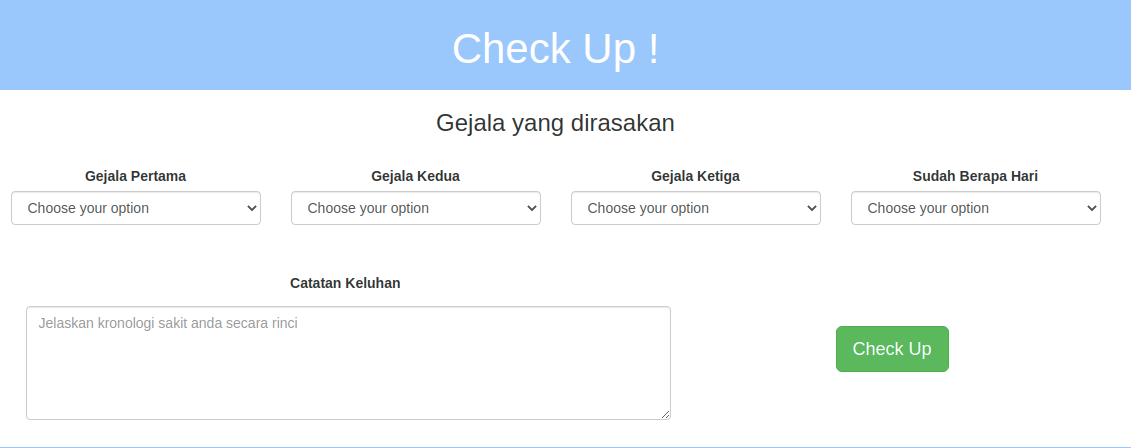 Check Up !
Gejala yang dirasakan
Gejala Pertama
Gejala Kedua
Gejala Ketiga
Sudah Berapa Hari
Choose your option
Choose your option
Choose your option
Choose your option
Catatan Keluhan
Jelaskan kronologi sakit anda secara rinci
Check Up